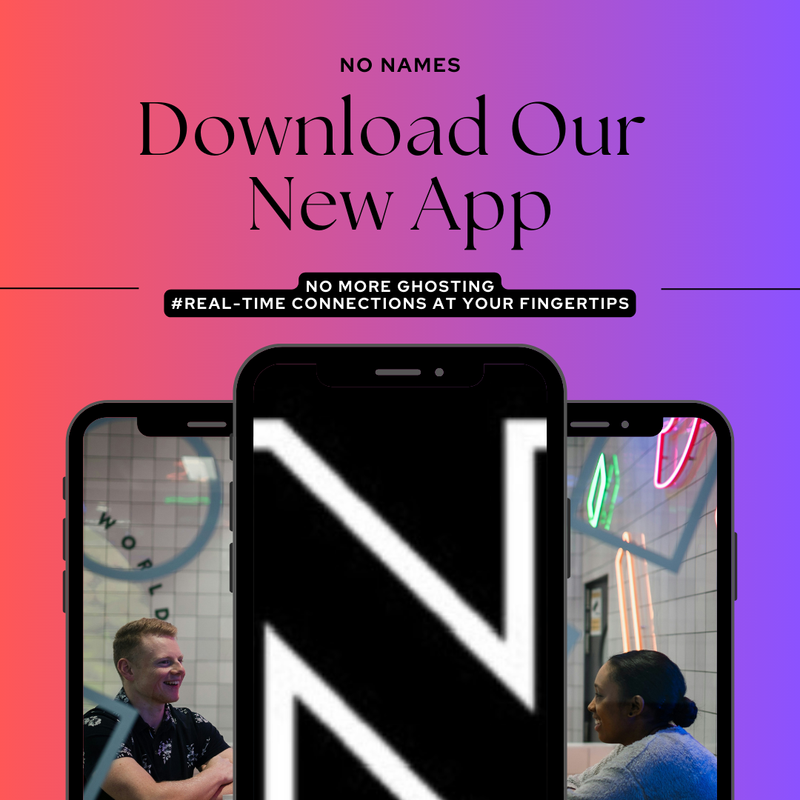 NO NAMES
Download Our
New App
NO MORE GHOSTING
#REAL-TIME CONNECTIONS AT YOUR FINGERTIPS
N
WORLD